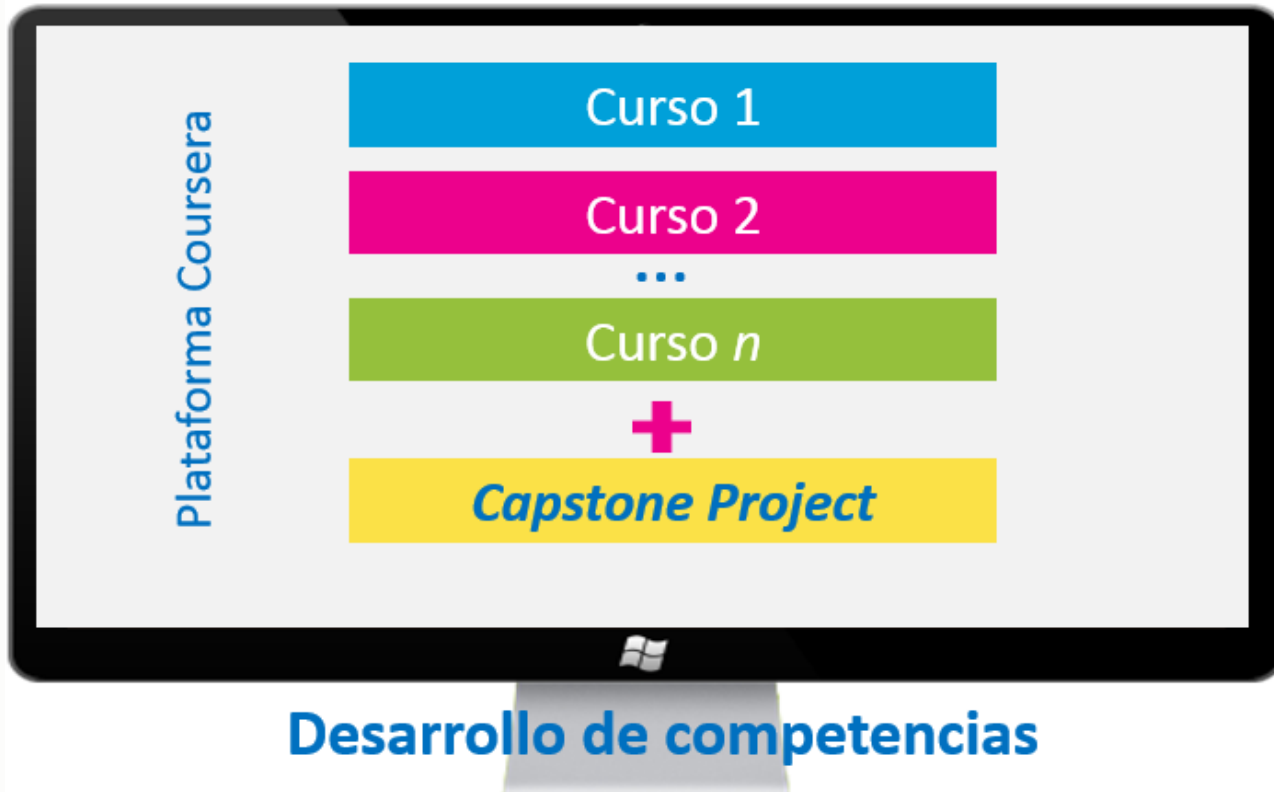 Plataforma Coursera
Curso 1
Curso 2
...
Curso n
+
Capstone Project
Desarrollo de competencias